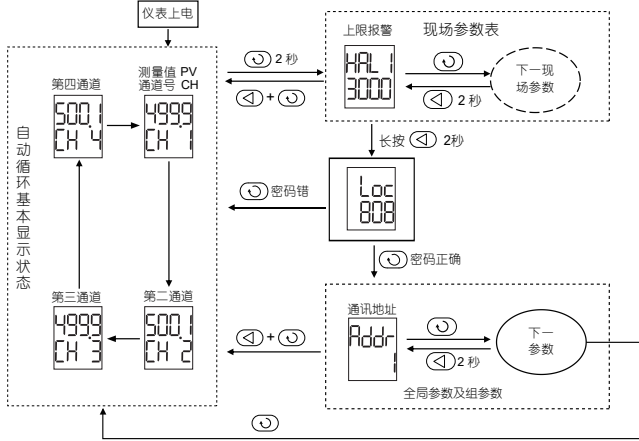 仪表上电
自动循环基本显示状态
第四通道
500.1
CH 4
测量值 PV
通道号 CH
499.9
CH 1
第三通道
499.9
CH 3
第二通道
500.1
CH 2
2 秒
+
上限报警
现场参数表
HAL1
3000
2 秒
下一现
场参数
长按 2秒
Loc
808
密码错
密码正确
+
通讯地址
Addr
1
2 秒
下一
参数
全局参数及组参数